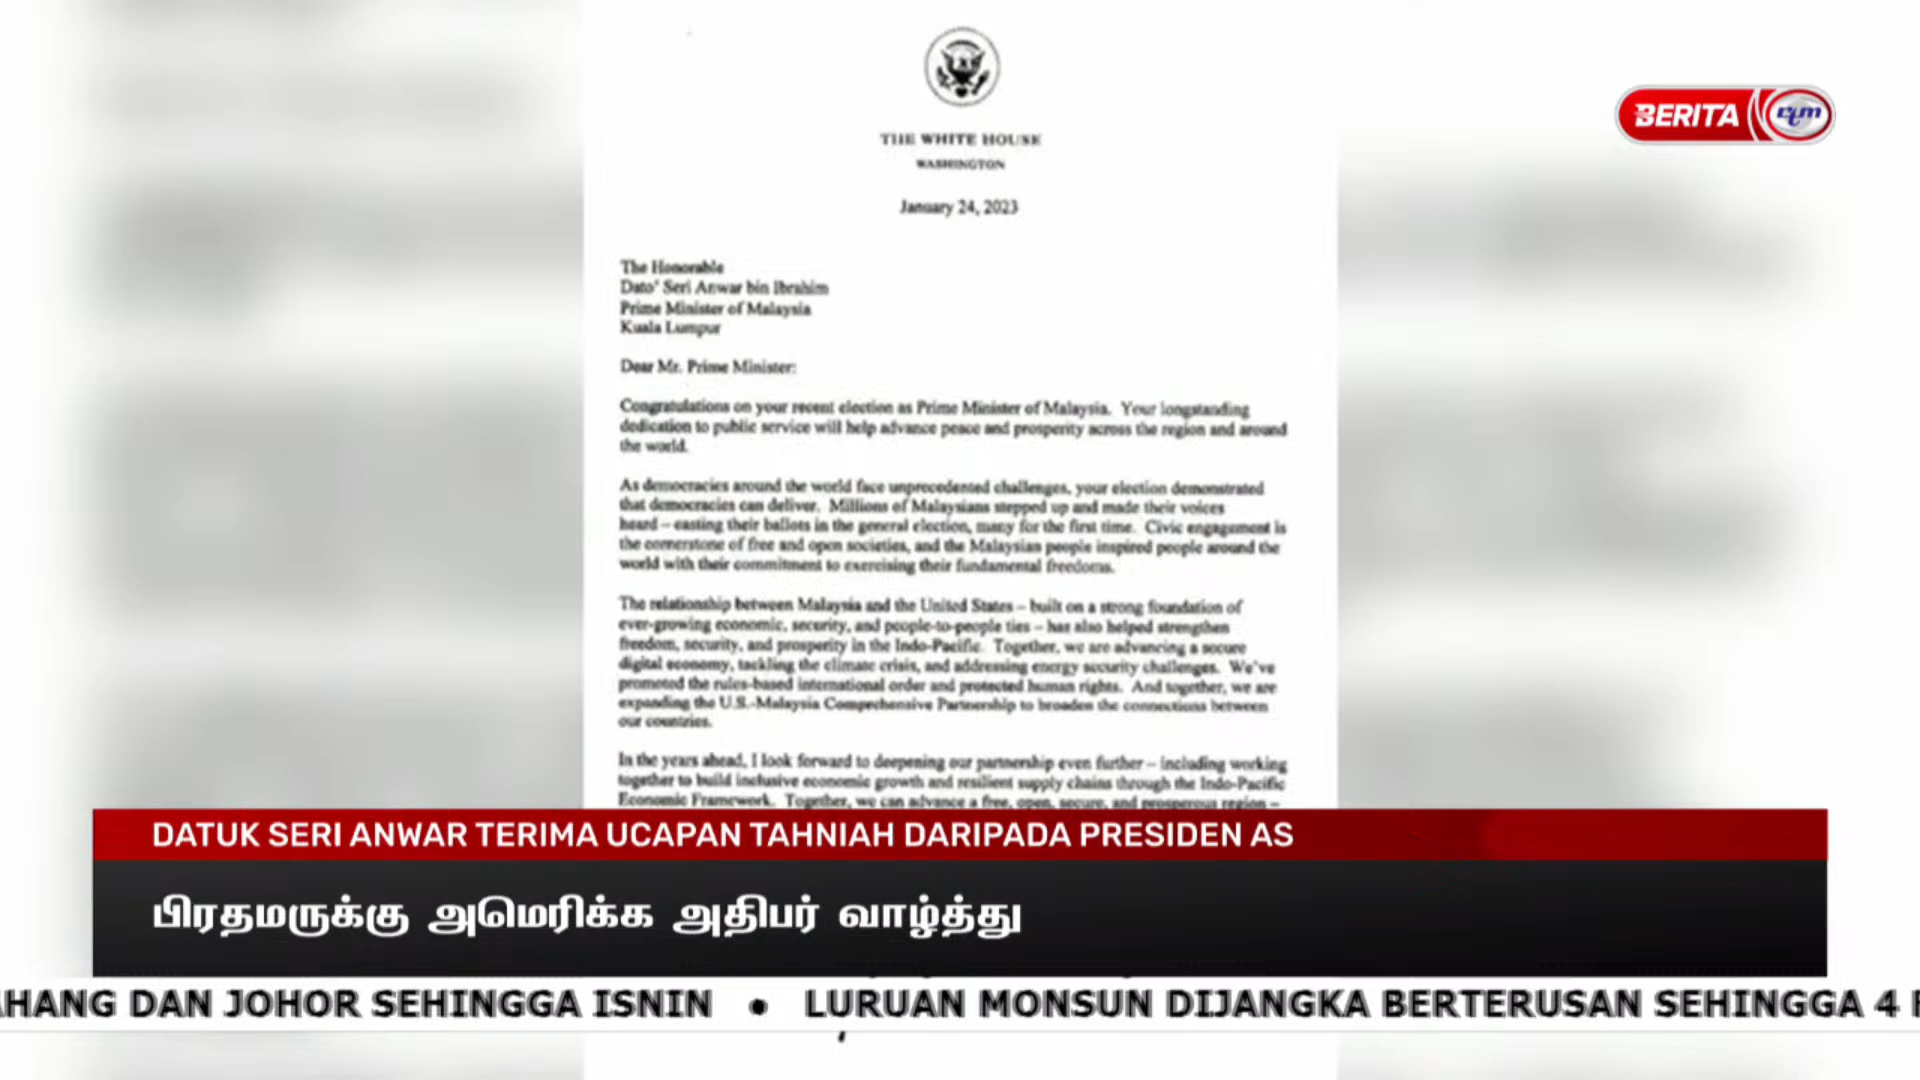 THE WHITE HOUSE
WASHINGTON
January 24, 2023
The Honorable
Dato' Seri Anwar bin Ibrahim
Prime Minister of Malaysia
Kuala Lumpur
Dear Mr. Prime Minister:
Congratulations on your recent election as Prime Minister of Malaysia. Your longstanding
dedication to public service will help advance peace and prosperity across the region and around
the world.
As democracies around the world face unprecedented challenges, your election demonstrated
that democracies can deliver. Millions of Malaysians stepped up and made their voices
heard – casting their ballots in the general election, many for the first time. Civic engagement is
the cornerstone of free and open societies, and the Malaysian people inspired people around the
world with their commitment to exercising their fundamental freedoms.
The relationship between Malaysia and the United States – built on a strong foundation of
ever-growing economic, security, and people-to-people ties – has also helped strengthen
freedom, security, and prosperity in the Indo-Pacific. Together, we are advancing a secure
digital economy, tackling the climate crisis, and addressing energy security challenges. We've
promoted the rules-based international order and protected human rights. And together, we are
expanding the U.S.-Malaysia Comprehensive Partnership to broaden the connections between
our countries.
In the years ahead, I look forward to deepening our partnership even further – including working
together to build inclusive economic growth and resilient supply chains through the Indo-Pacific
Economic Framework. Together, we can advance a free, open, secure, and prosperous region –
BERITA rtm
DATUK SERI ANWAR TERIMA UCAPAN TAHNIAH DARIPADA PRESIDEN AS
பிரதமருக்கு அமெரிக்க அதிபர் வாழ்த்து
AHANG DAN JOHOR SEHINGGA ISNIN • LURUAN MONSUN DIJANGKA BERTERUSAN SEHINGGA 4